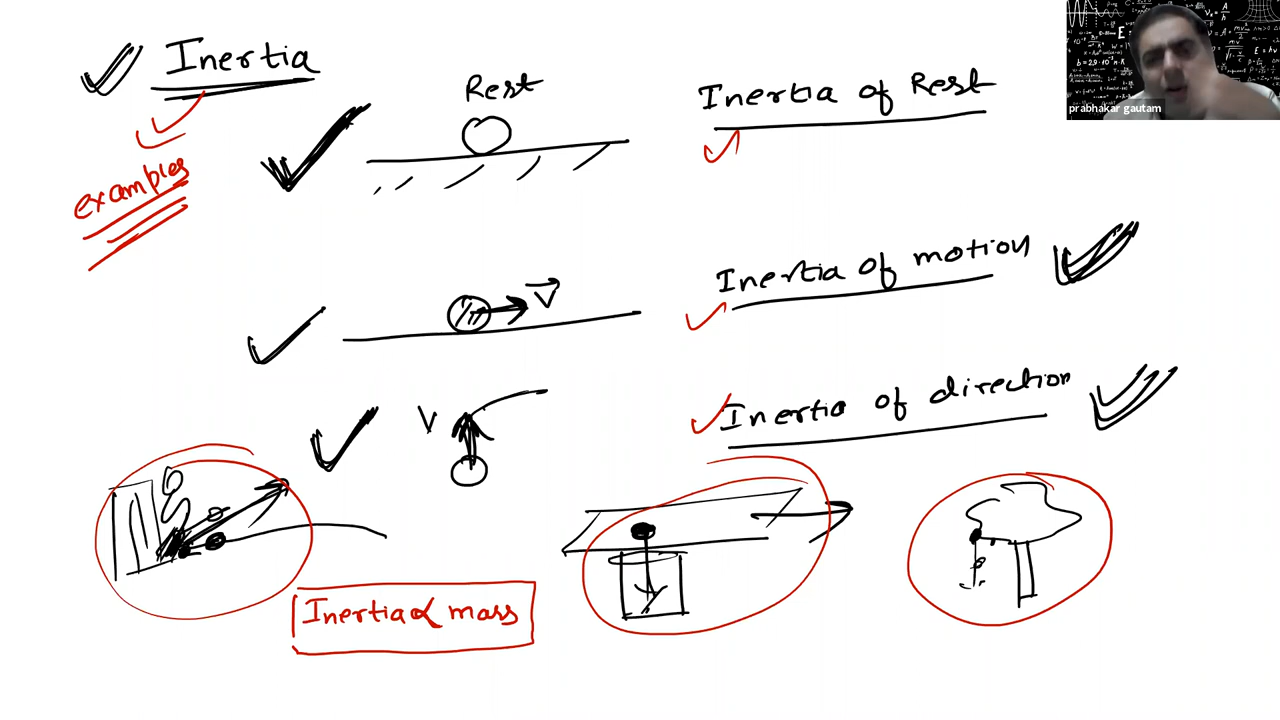 Inertia
examples
Rest
Inertia of Rest
V
Inertia of motion
V
Inertia of direction
Inertia α mass
prabhakar gautam